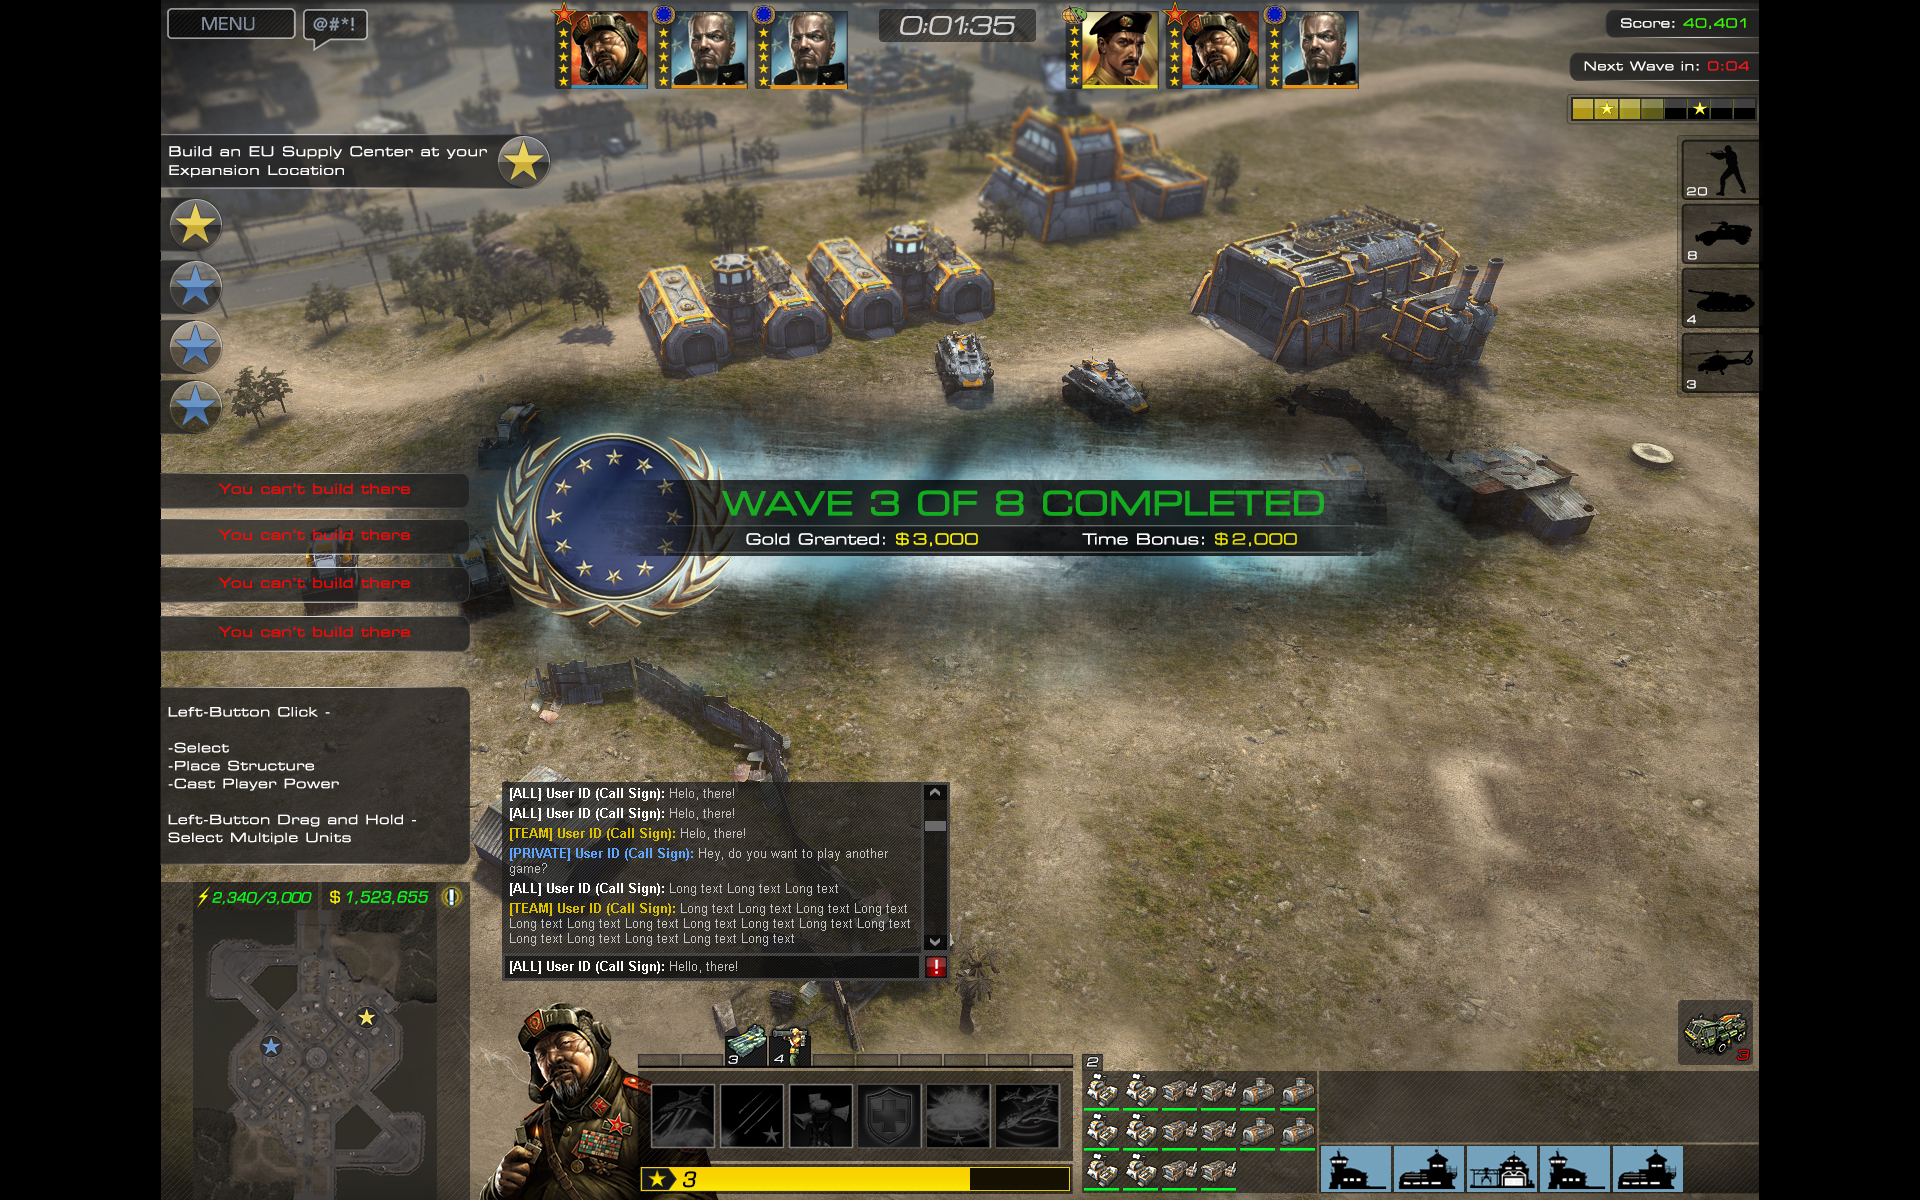 MENU
@#*!
0:01:35
Score: 40,401
Next Wave in: 0:04
Build an EU Supply Center at your
Expansion Location
20
8
4
3
WAVE 3 OF 8 COMPLETED
Gold Granted: $3,000
Time Bonus: $2,000
You can't build there
You can't build there
You can't build there
You can't build there
Left-Button Click -
-Select
-Place Structure
-Cast Player Power
Left-Button Drag and Hold -
Select Multiple Units
[ALL] User ID (Call Sign): Helo, there!
[ALL] User ID (Call Sign): Helo, there!
[TEAM] User ID (Call Sign): Helo, there!
[PRIVATE] User ID (Call Sign): Hey, do you want to play another
game?
[ALL] User ID (Call Sign): Long text Long text Long text
[TEAM] User ID (Call Sign): Long text Long text Long text Long text
Long text Long text Long text Long text Long text Long text Long text
Long text Long text Long text Long text Long text
[ALL] User ID (Call Sign): Hello, there!
!
2,340/3,000
$ 1,523,655
!
3
4
2
3
3